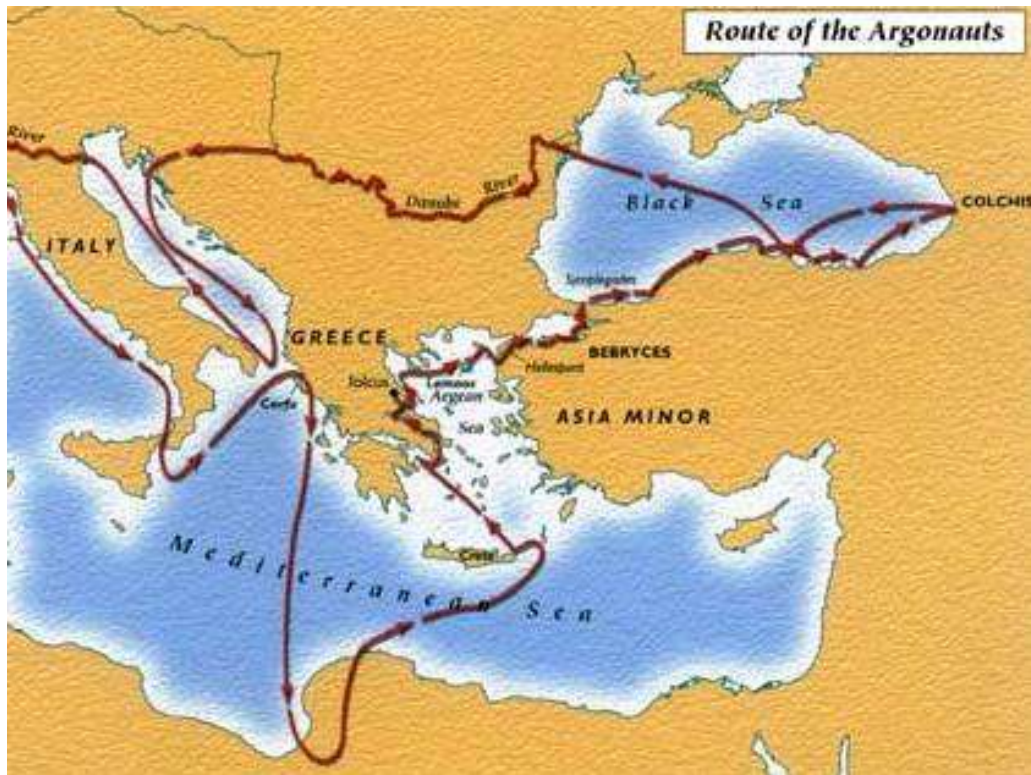 Route of the Argonauts
River
Danube River
Black Sea
COLCHIS
ITALY
Symplegades
GREECE
BEBRYCES
Hellespont
Iolcus
Lemnos
Aegean
Sea
Corfu
ASIA MINOR
Crete
Mediterranean Sea